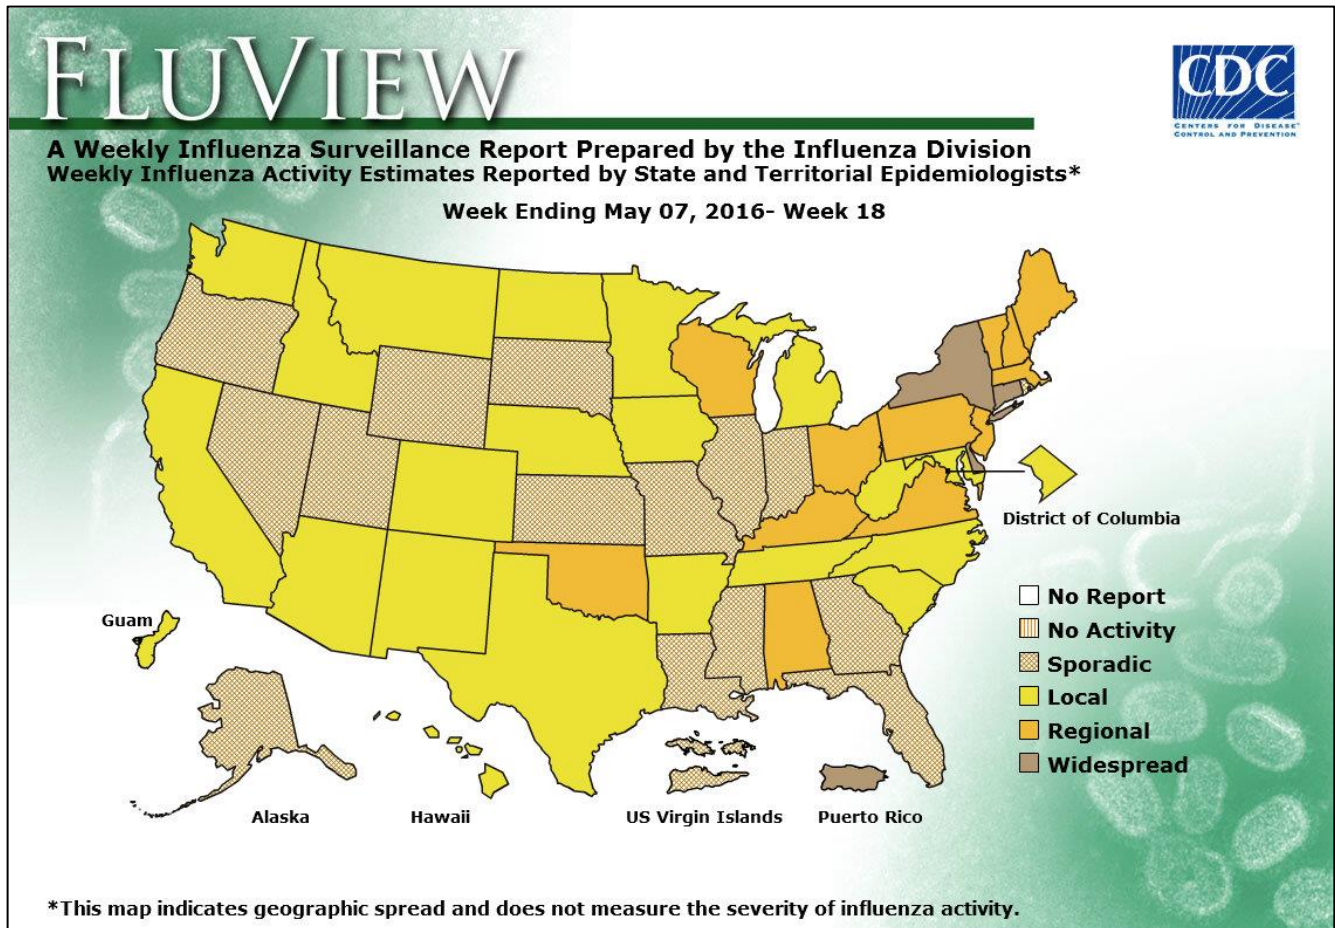 FLUVIEW
CDC
CENTERS FOR DISEASE™
CONTROL AND PREVENTION
A Weekly Influenza Surveillance Report Prepared by the Influenza Division
Weekly Influenza Activity Estimates Reported by State and Territorial Epidemiologists*
Week Ending May 07, 2016- Week 18
District of Columbia
No Report
No Activity
Sporadic
Local
Regional
Widespread
Guam
Alaska
Hawaii
US Virgin Islands
Puerto Rico
*This map indicates geographic spread and does not measure the severity of influenza activity.